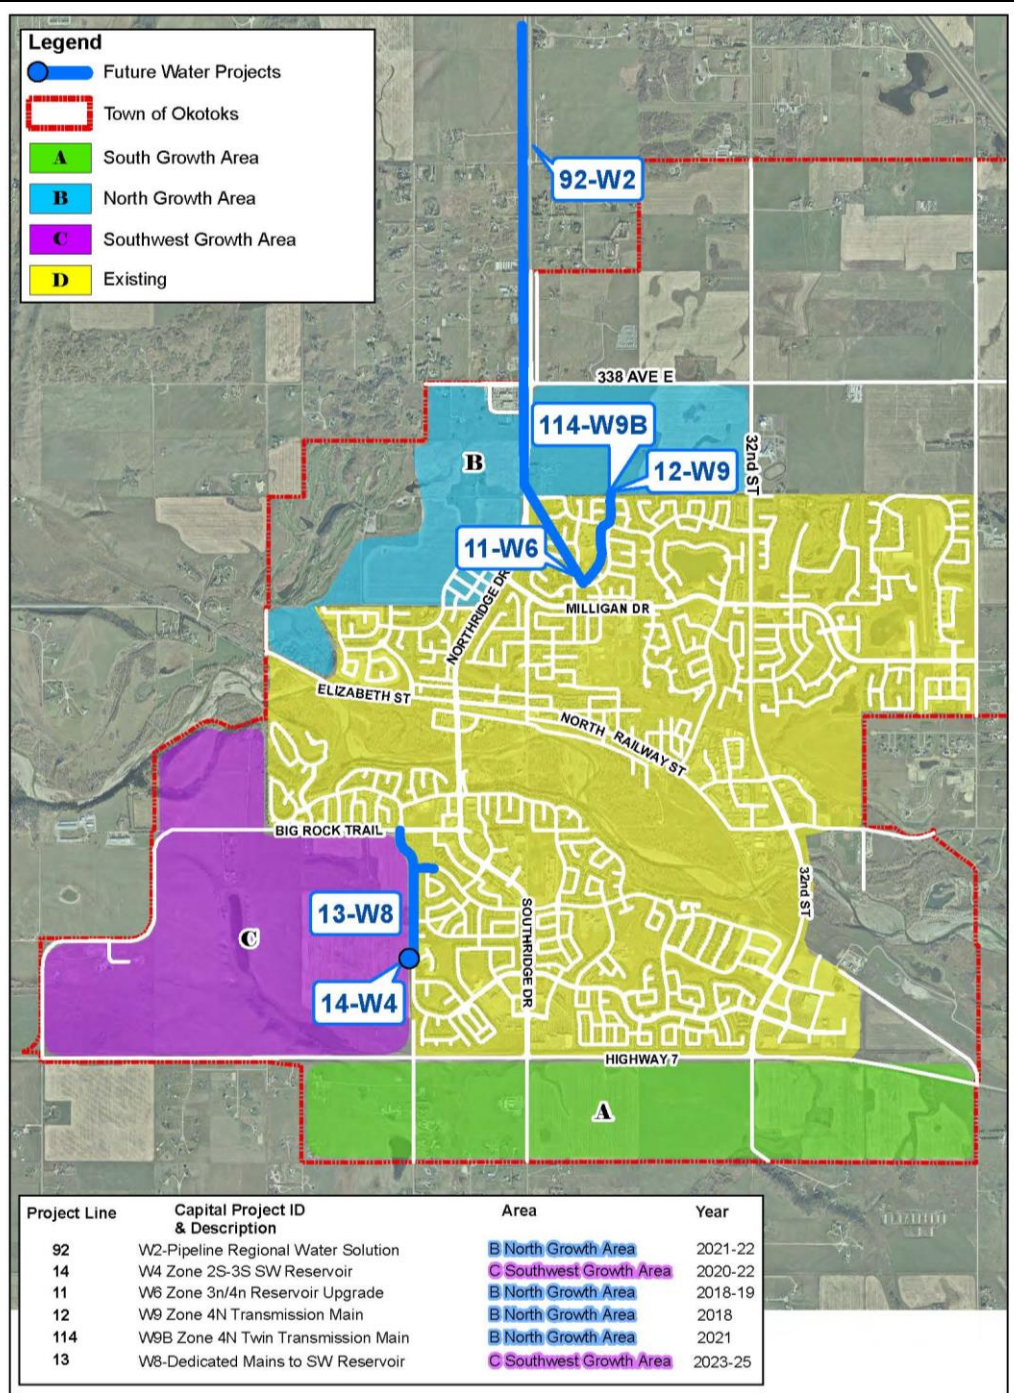 Legend
Future Water Projects
Town of Okotoks
A South Growth Area
B North Growth Area
C Southwest Growth Area
D Existing
92-W2
338 AVE E
114-W9B
32nd ST
B
12-W9
11-W6
NORTHRIDGE DR
MILLIGAN DR
ELIZABETH ST
NORTH RAILWAY ST
BIG ROCK TRAIL
32nd ST
13-W8
SOUTHRIDGE DR
C
14-W4
HIGHWAY 7
A
Project Line Capital Project ID Area Year
& Description
92 W2-Pipeline Regional Water Solution B North Growth Area 2021-22
14 W4 Zone 2S-3S SW Reservoir C Southwest Growth Area 2020-22
11 W6 Zone 3n/4n Reservoir Upgrade B North Growth Area 2018-19
12 W9 Zone 4N Transmission Main B North Growth Area 2018
114 W9B Zone 4N Twin Transmission Main B North Growth Area 2021
13 W8-Dedicated Mains to SW Reservoir C Southwest Growth Area 2023-25